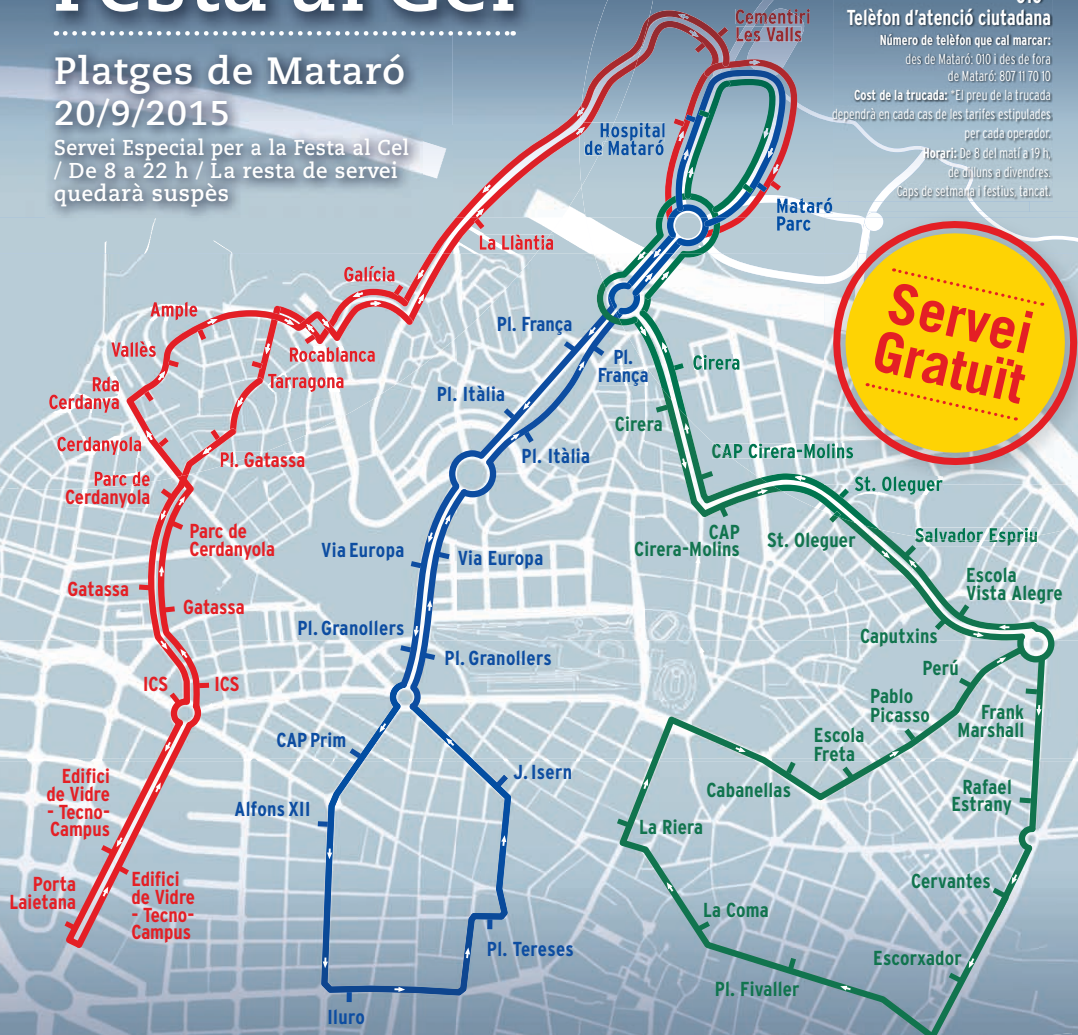 Festa al Cel
Platges de Mataró
20/9/2015
Servei Especial per a la Festa al Cel
/ De 8 a 22 h / La resta de servei
quedarà suspès
Telèfon d'atenció ciutadana
Número de telèfon que cal marcar:
des de Mataró: 010 i des de fora
de Mataró: 807 11 70 10
Cost de la trucada: *El preu de la trucada
dependrà en cada cas de les tarifes estipulades
per cada operador.
Horari: De 8 del matí a 19 h,
de dilluns a divendres.
Caps de setmana i festius, tancat.
Servei
Gratuït
Cementiri
Les Valls
Hospital
de Mataró
Mataró
Parc
La Llàntia
Galícia
Ample
Vallès
Rocablanca
Tarragona
Rda
Cerdanya
Cerdanyola
Pl. Gatassa
Parc de
Cerdanyola
Parc de
Cerdanyola
Gatassa
Gatassa
ICS
ICS
Edifici
de Vidre
- Tecno-
Campus
Porta
Laietana
Edifici
de Vidre
- Tecno-
Campus
Pl. França
Pl.
França
Pl. Itàlia
Pl. Itàlia
Via Europa
Via Europa
Pl. Granollers
Pl. Granollers
CAP Prim
J. Isern
Alfons XII
Pl. Tereses
Iluro
Cirera
Cirera
CAP Cirera-Molins
CAP
Cirera-Molins
St. Oleguer
St. Oleguer
Salvador Espriu
Escola
Vista Alegre
Caputxins
Perú
Pablo
Picasso
Frank
Marshall
Escola
Freta
Cabanellas
Rafael
Estrany
La Riera
Cervantes
La Coma
Escorxador
Pl. Fivaller